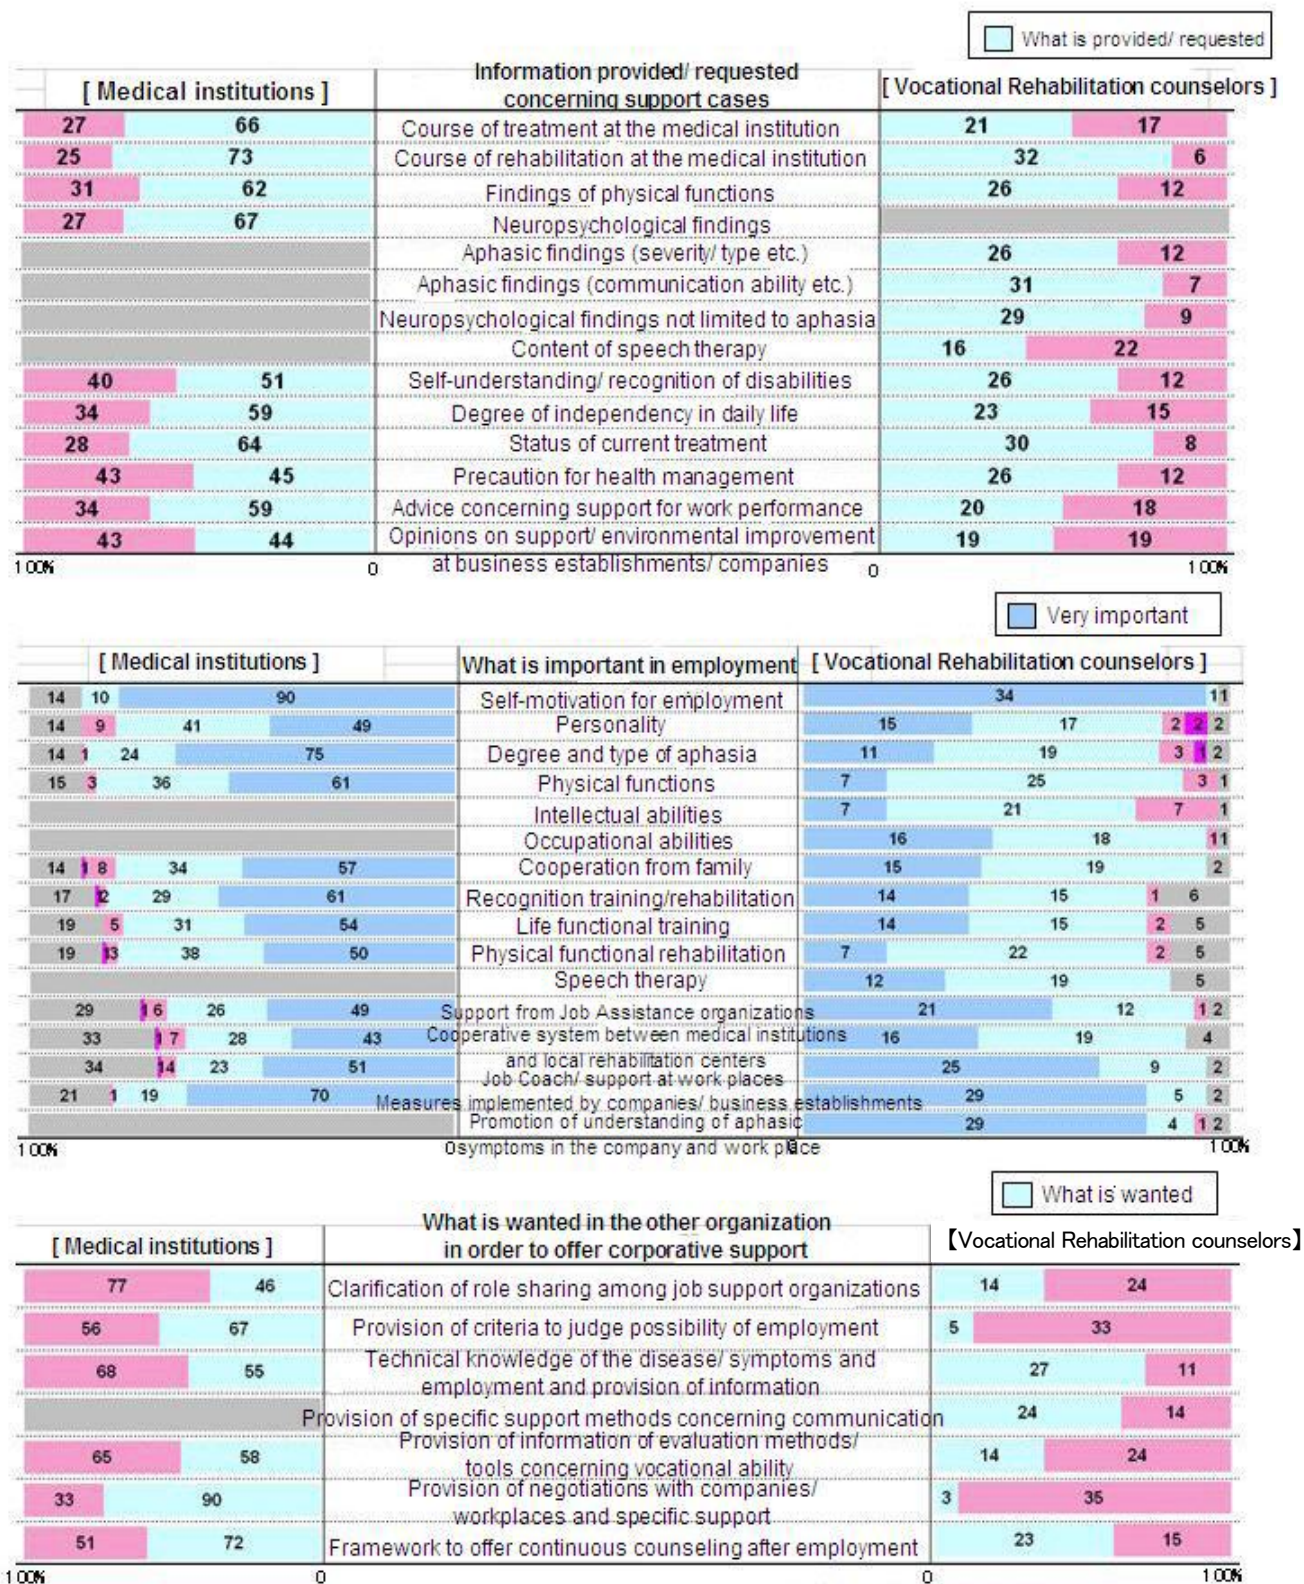 What is provided/ requested
[ Medical institutions ]
Information provided/ requested
concerning support cases
[ Vocational Rehabilitation counselors ]
27 66 Course of treatment at the medical institution 21 17
25 73 Course of rehabilitation at the medical institution 32 6
31 62 Findings of physical functions 26 12
27 67 Neuropsychological findings
Aphasic findings (severity/ type etc.) 26 12
Aphasic findings (communication ability etc.) 31 7
Neuropsychological findings not limited to aphasia 29 9
Content of speech therapy 16 22
40 51 Self-understanding/ recognition of disabilities 26 12
34 59 Degree of independency in daily life 23 15
28 64 Status of current treatment 30 8
43 45 Precaution for health management 26 12
34 59 Advice concerning support for work performance 20 18
43 44 Opinions on support/ environmental improvement 19 19
at business establishments/ companies
100% 0 0 100%
Very important
[ Medical institutions ] What is important in employment [ Vocational Rehabilitation counselors ]
14 10 90 Self-motivation for employment 34 1 1
14 9 41 49 Personality 15 17 2 2 2
14 1 24 75 Degree and type of aphasia 11 19 3 1 2
15 3 36 61 Physical functions 7 25 3 1
Intellectual abilities 7 21 7 1
Occupational abilities 16 18 1 1
14 1 8 34 57 Cooperation from family 15 19 2
17 1 2 29 61 Recognition training/rehabilitation 14 15 1 6
19 5 31 54 Life functional training 14 15 2 5
19 1 3 38 50 Physical functional rehabilitation 7 22 2 5
Speech therapy 12 19 5
29 1 6 26 49 Support from Job Assistance organizations 21 12 1 2
33 1 7 28 43 Cooperative system between medical institutions 16 19 4
and local rehabilitation centers
34 1 4 23 51 Job Coach/ support at work places 25 9 2
21 1 19 70 Measures implemented by companies/ business establishments 29 5 2
Promotion of understanding of aphasic 29 4 1 2
symptoms in the company and work place
100% 0 0 100%
What is wanted
[ Medical institutions ]
What is wanted in the other organization
in order to offer corporative support
【Vocational Rehabilitation counselors】
77 46 Clarification of role sharing among job support organizations 14 24
56 67 Provision of criteria to judge possibility of employment 5 33
68 55 Technical knowledge of the disease/ symptoms and 27 11
employment and provision of information
Provision of specific support methods concerning communication 24 14
65 58 Provision of information of evaluation methods/ 14 24
tools concerning vocational ability
33 90 Provision of negotiations with companies/ 3 35
workplaces and specific support
51 72 Framework to offer continuous counseling after employment 23 15
100% 0 0 100%